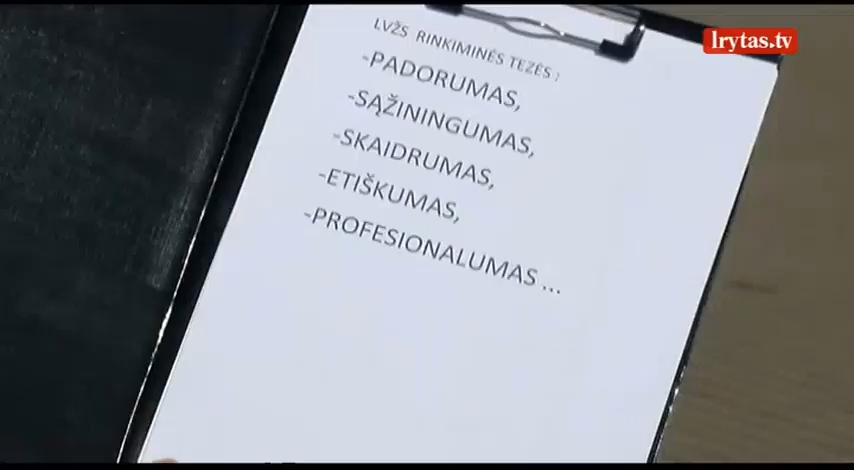 lrytas.tv
LVŽS RINKIMINĖS TEZĖS :
-PADORUMAS,
-SĄŽININGUMAS,
-SKAIDRUMAS,
-ETIŠKUMAS,
-PROFESIONALUMAS ...